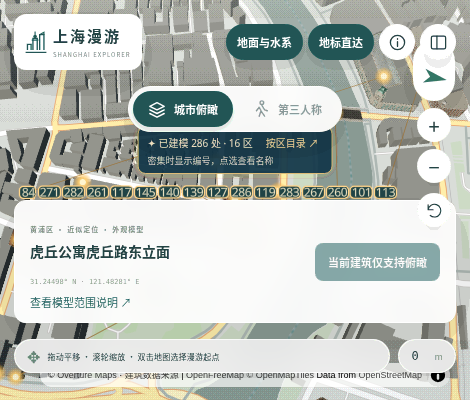 上海漫游
SHANGHAI EXPLORER
地面与水系
地标直达
城市俯瞰
第三人称
✦ 已建模 286 处 · 16 区 按区目录 ↗
密集时显示编号，点选查看名称
84 271 282 261 117 145 140 139 127 286 119 283 267 260 101 113
黄浦区 · 近似定位 · 外观模型
虎丘公寓虎丘路东立面
当前建筑仅支持俯瞰
31.24498° N · 121.48281° E
查看模型范围说明 ↗
拖动平移 · 滚轮缩放 · 双击地图选择漫游起点
0 m
© Overture Maps · 建筑数据来源 | OpenFreeMap © OpenMapTiles Data from OpenStreetMap